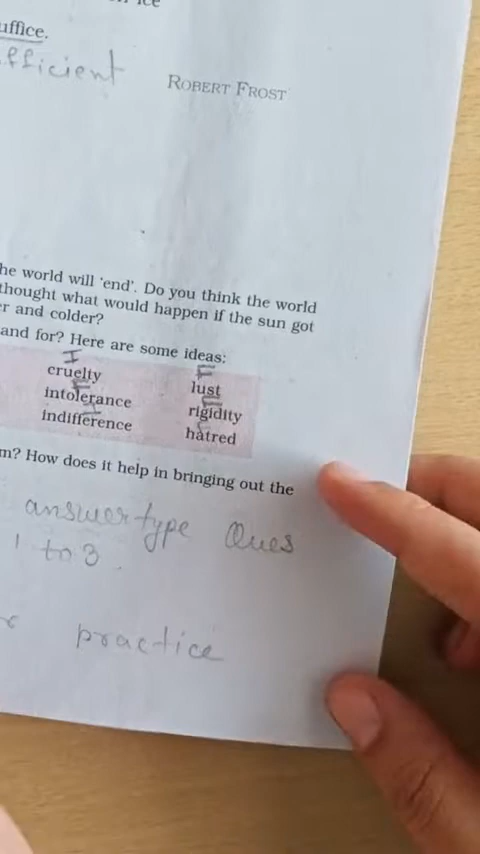 ice
uffice.
fficient
ROBERT FROST
he world will 'end'. Do you think the world
thought what would happen if the sun got
r and colder?
and for? Here are some ideas:
I F
cruelty lust
F F
intolerance rigidity
I F
indifference hatred
m? How does it help in bringing out the
answer type Ques
1 to 3.
practice